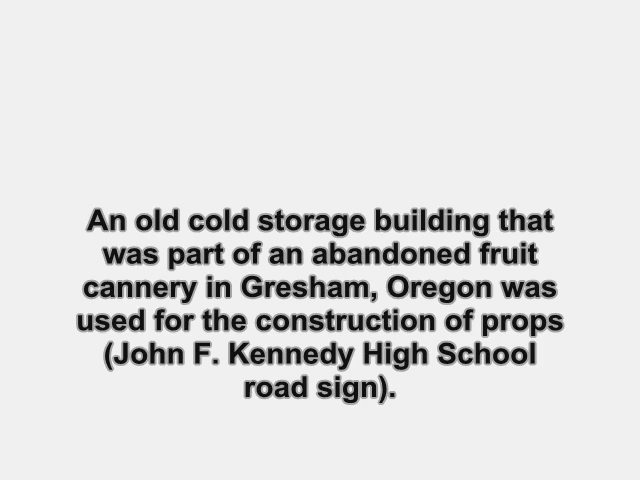 An old cold storage building that
was part of an abandoned fruit
cannery in Gresham, Oregon was
used for the construction of props
(John F. Kennedy High School
road sign).